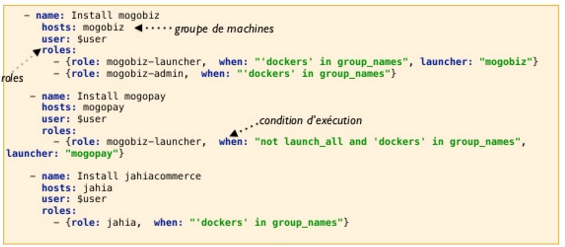 - name: Install mogobiz
hosts: mogobiz
groupe de machines
user: $user
roles:
- {role: mogobiz-launcher, when: "'dockers' in group_names", launcher: "mogobiz"}
roles
- {role: mogobiz-admin, when: "'dockers' in group_names"}
- name: Install mogopay
hosts: mogopay
user: $user
condition d'exécution
roles:
- {role: mogobiz-launcher, when: "not launch_all and 'dockers' in group_names",
launcher: "mogopay"}
- name: Install jahiacommerce
hosts: jahia
user: $user
roles:
- {role: jahia, when: "'dockers' in group_names"}